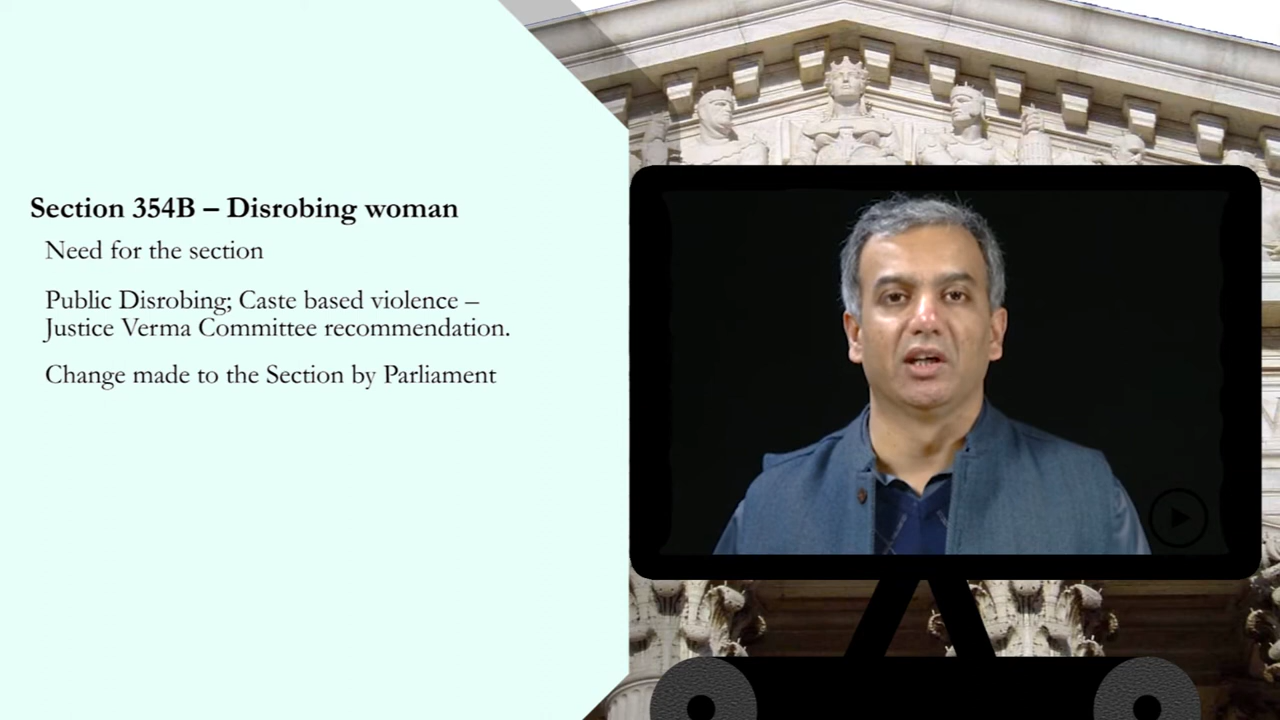 Section 354B – Disrobing woman
Need for the section
Public Disrobing; Caste based violence –
Justice Verma Committee recommendation.
Change made to the Section by Parliament